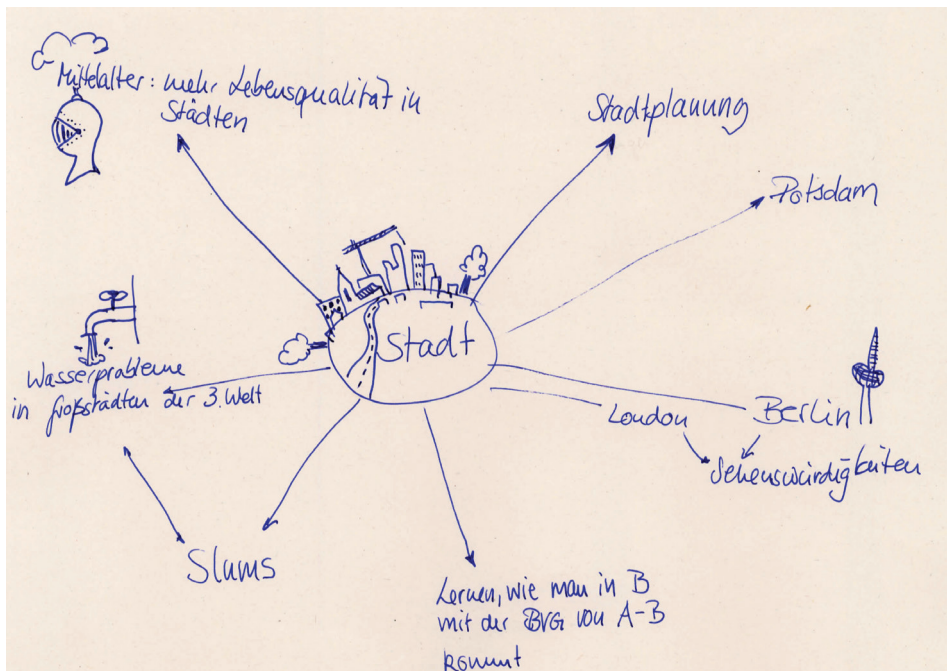 Mittelalter: mehr Lebensqualität in
Städten
Stadtplanung
Potsdam
Stadt
Wasserprobleme
in Großstädten der 3. Welt
London
Berlin
Sehenswürdigkeiten
Slums
Lernen, wie man in B
mit der BVG von A-B
kommt